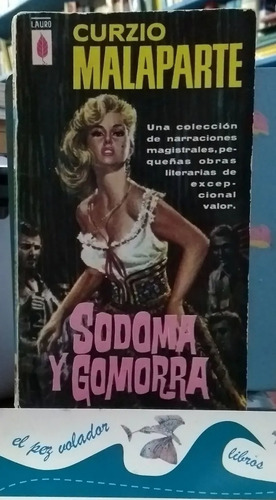 LAURO
CURZIO
MALAPARTE
Una colección
de narraciones
magistrales, pe-
queñas obras
literarias de
excep-
cional
valor.
SODOMA
Y GOMORRA
el pez volador
libros